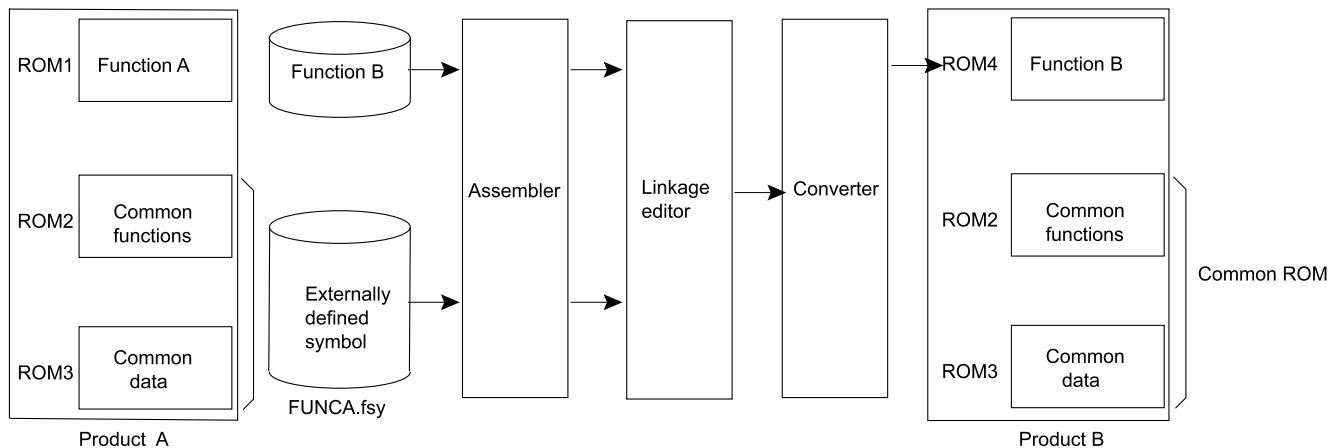 ROM1
Function A
ROM2
Common
functions
ROM3
Common
data
Product A
Function B
Externally
defined
symbol
FUNCA.fsy
Assembler
Linkage
editor
Converter
ROM4
Function B
ROM2
Common
functions
ROM3
Common
data
Product B
Common ROM